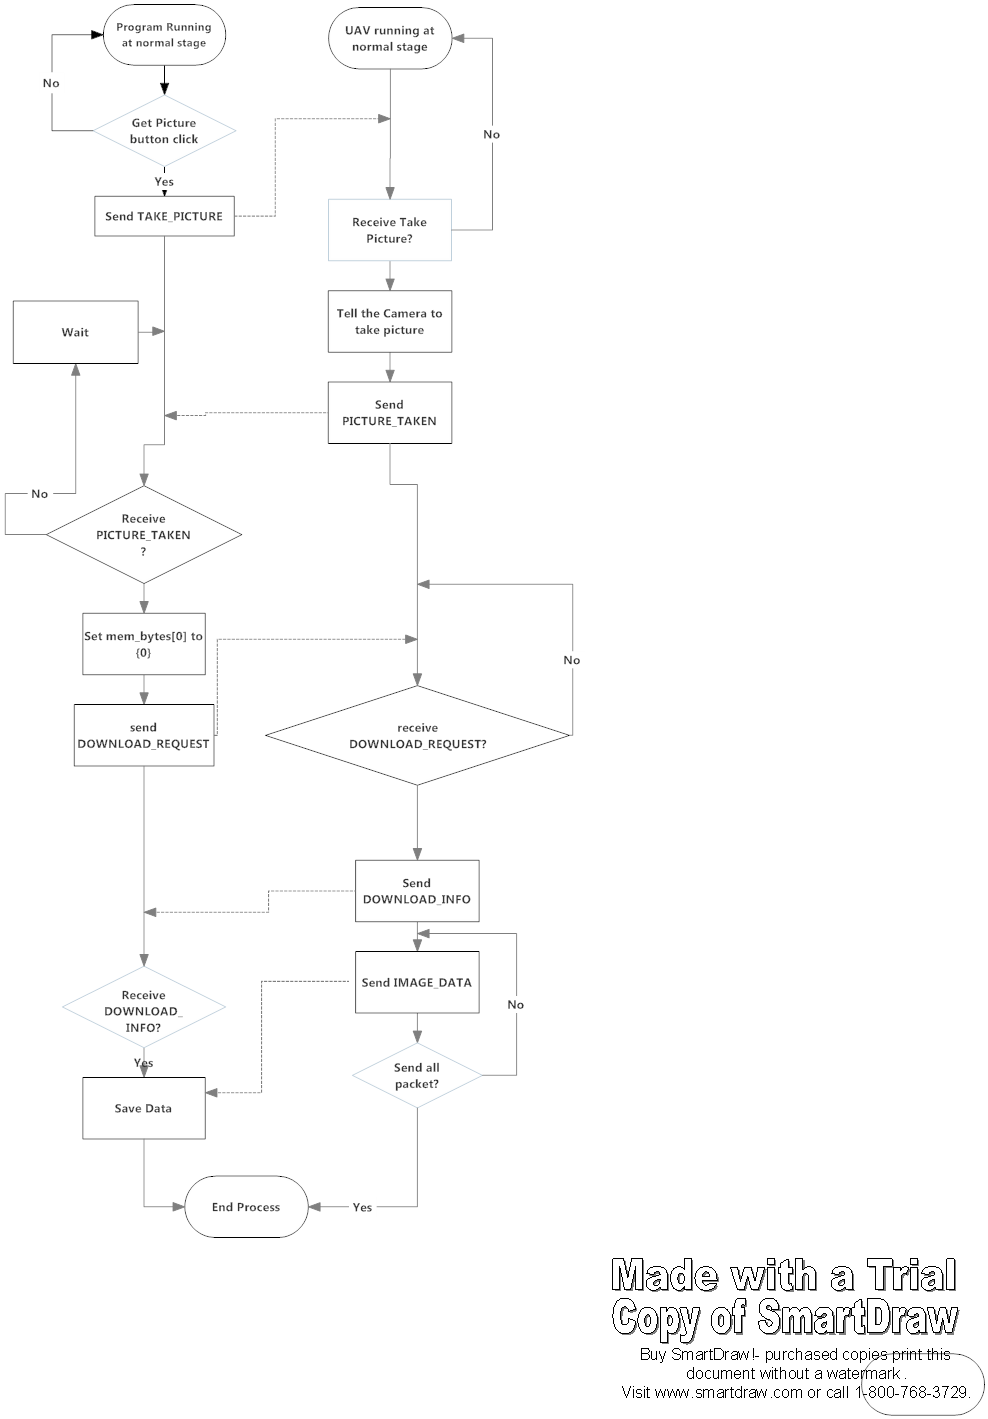 Program Running
at normal stage
No
Get Picture
button click
Yes
Send TAKE_PICTURE
Wait
No
Receive
PICTURE_TAKEN
?
Set mem_bytes[0] to
{0}
send
DOWNLOAD_REQUEST
Receive
DOWNLOAD_
INFO?
Yes
Save Data
End Process
UAV running at
normal stage
No
Receive Take
Picture?
Tell the Camera to
take picture
Send
PICTURE_TAKEN
No
receive
DOWNLOAD_REQUEST?
Send
DOWNLOAD_INFO
Send IMAGE_DATA
No
Send all
packet?
Yes
Made with a Trial
Copy of SmartDraw
Buy SmartDraw!- purchased copies print this
document without a watermark .
Visit www.smartdraw.com or call 1-800-768-3729.